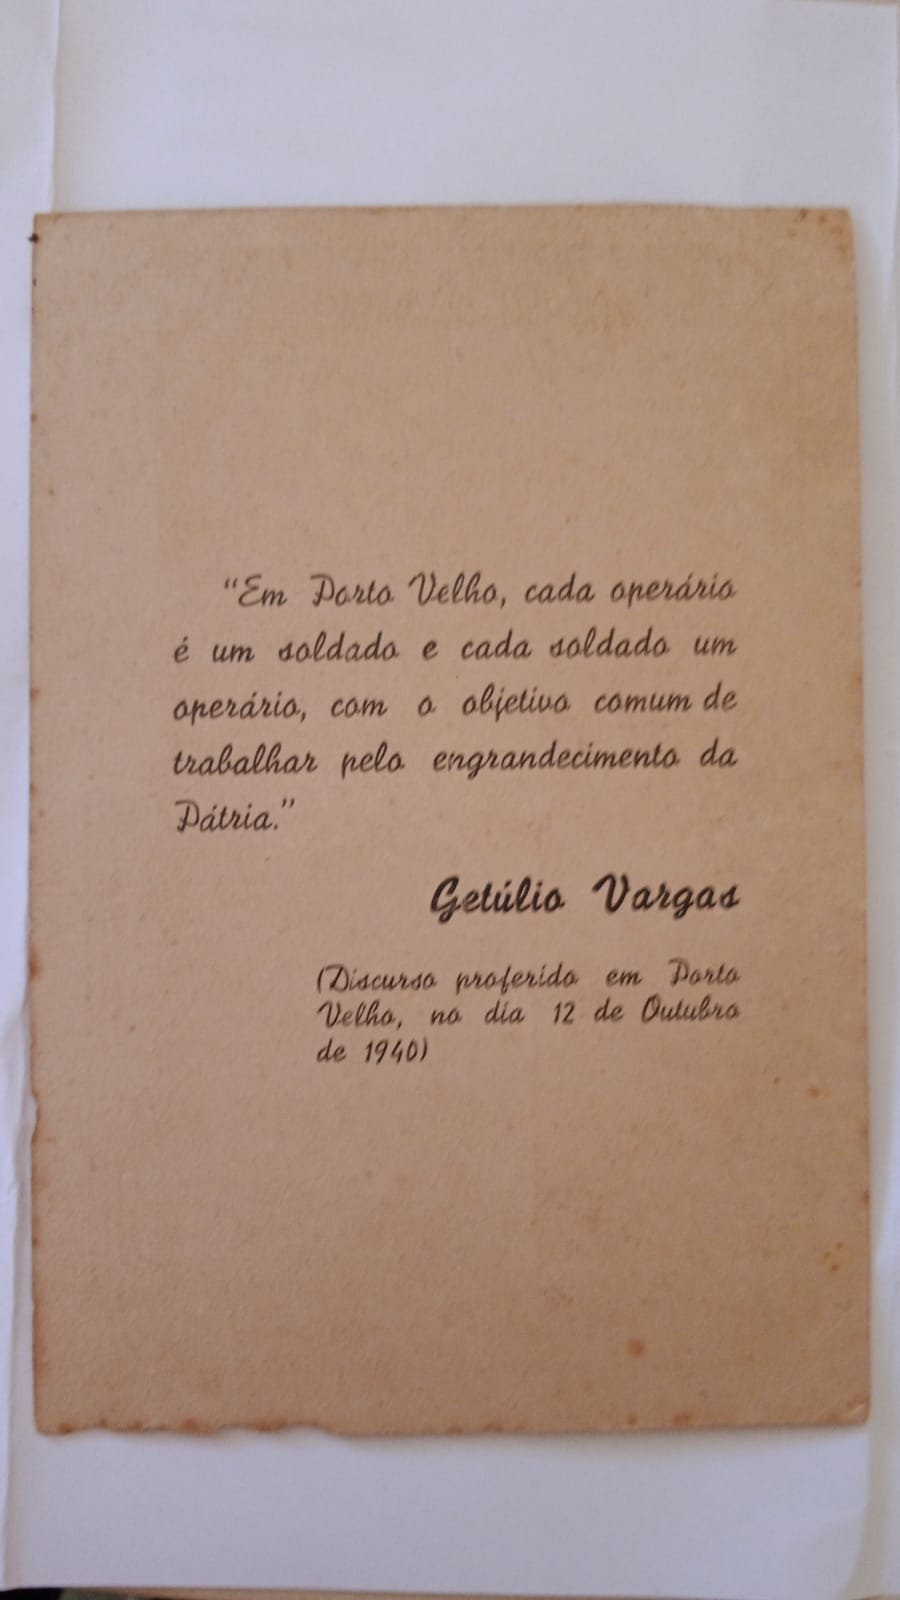 “Em Porto Velho, cada operário
é um soldado e cada soldado um
operário, com o objetivo comum de
trabalhar pelo engrandecimento da
Pátria.”
Getúlio Vargas
(Discurso proferido em Porto
Velho, no dia 12 de Outubro
de 1940)